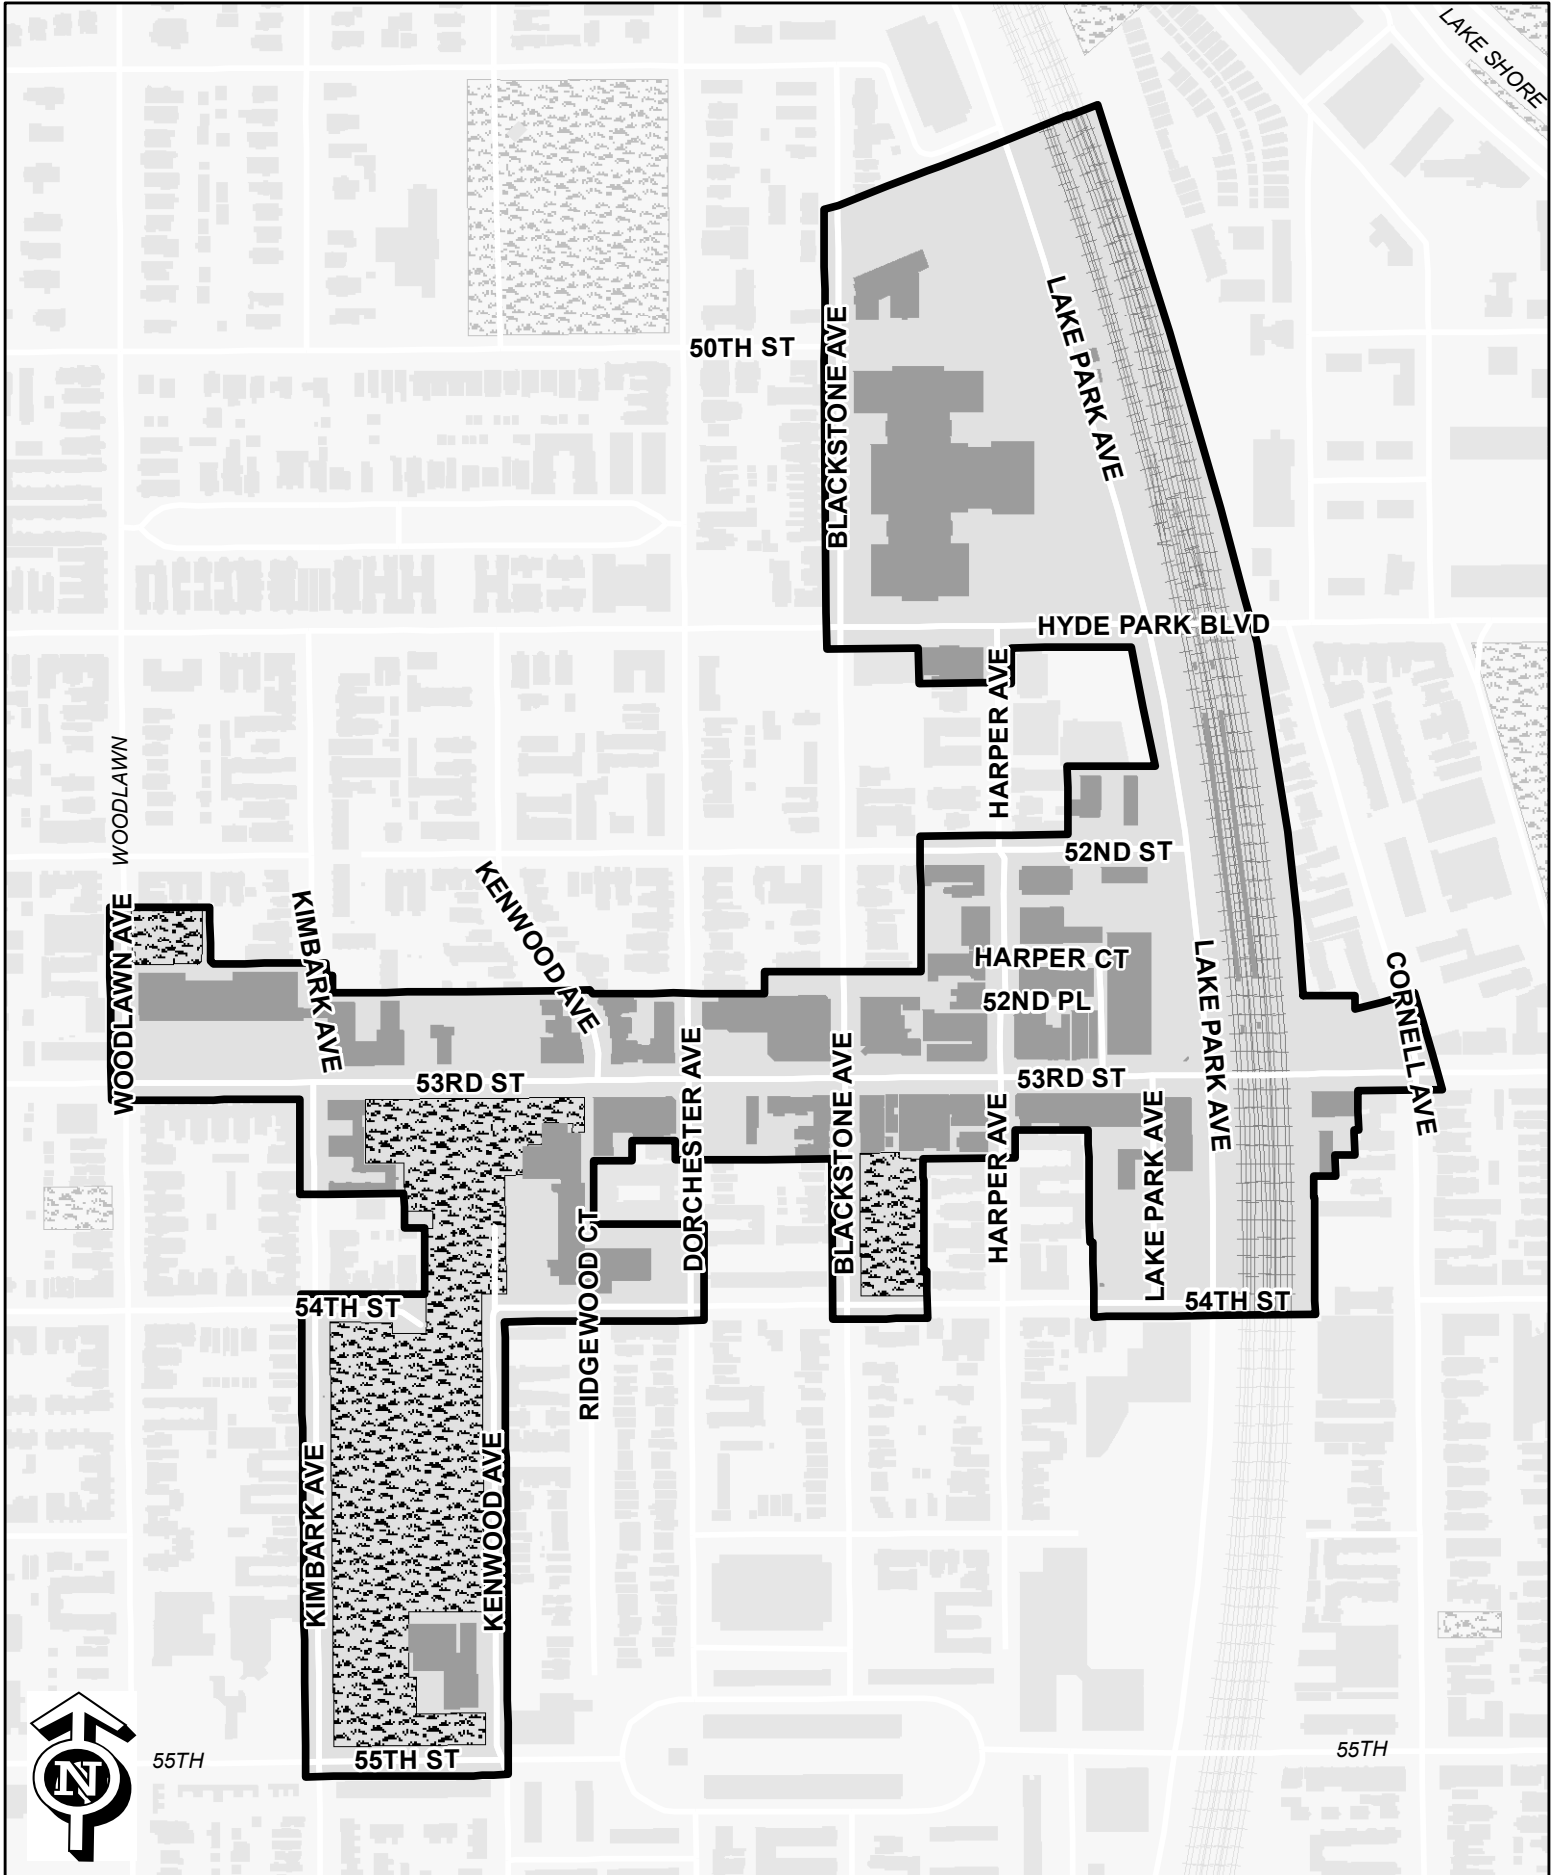 LAKE SHORE
50TH ST
BLACKSTONE AVE
LAKE PARK AVE
HYDE PARK BLVD
HARPER AVE
WOODLAWN
52ND ST
KENWOOD AVE
WOODLAWN AVE
KIMBARK AVE
HARPER CT
52ND PL
LAKE PARK AVE
CORNELL AVE
53RD ST
53RD ST
DORCHESTER AVE
BLACKSTONE AVE
HARPER AVE
LAKE PARK AVE
RIDGEWOOD CT
54TH ST
54TH ST
KIMBARK AVE
KENWOOD AVE
55TH
55TH ST
55TH
N